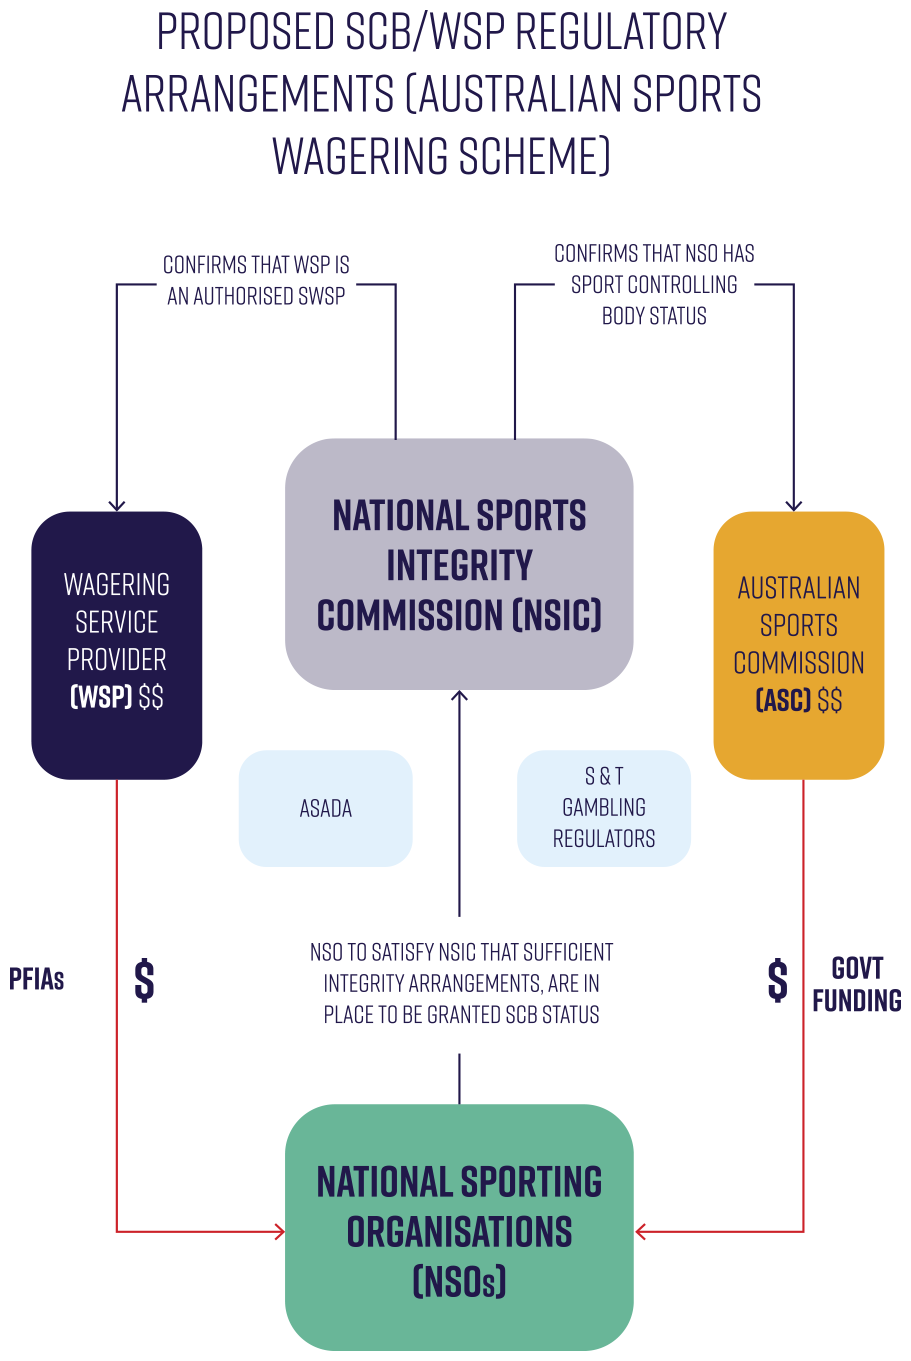 PROPOSED SCB/WSP REGULATORY
ARRANGEMENTS (AUSTRALIAN SPORTS
WAGERING SCHEME)
CONFIRMS THAT WSP IS
AN AUTHORISED SWSP
CONFIRMS THAT NSO HAS
SPORT CONTROLLING
BODY STATUS
NATIONAL SPORTS
INTEGRITY
COMMISSION (NSIC)
WAGERING
SERVICE
PROVIDER
(WSP) $$
AUSTRALIAN
SPORTS
COMMISSION
(ASC) $$
ASADA
S & T
GAMBLING
REGULATORS
NSO TO SATISFY NSIC THAT SUFFICIENT
INTEGRITY ARRANGEMENTS, ARE IN
PLACE TO BE GRANTED SCB STATUS
PFIAs
$
$
GOVT
FUNDING
NATIONAL SPORTING
ORGANISATIONS
(NSOs)